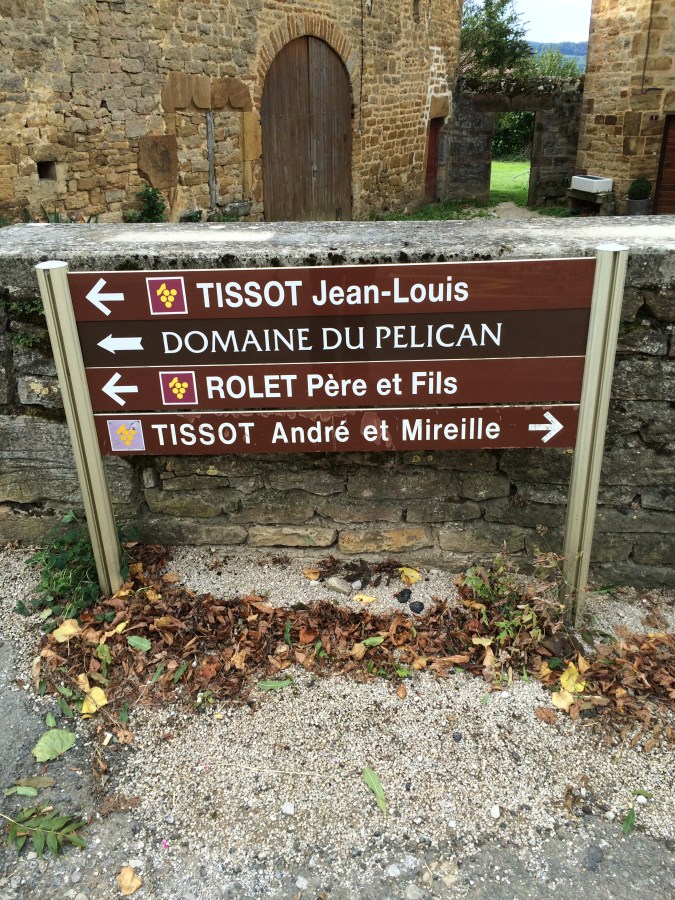 TISSOT Jean-Louis
DOMAINE DU PELICAN
ROLET Père et Fils
TISSOT André et Mireille